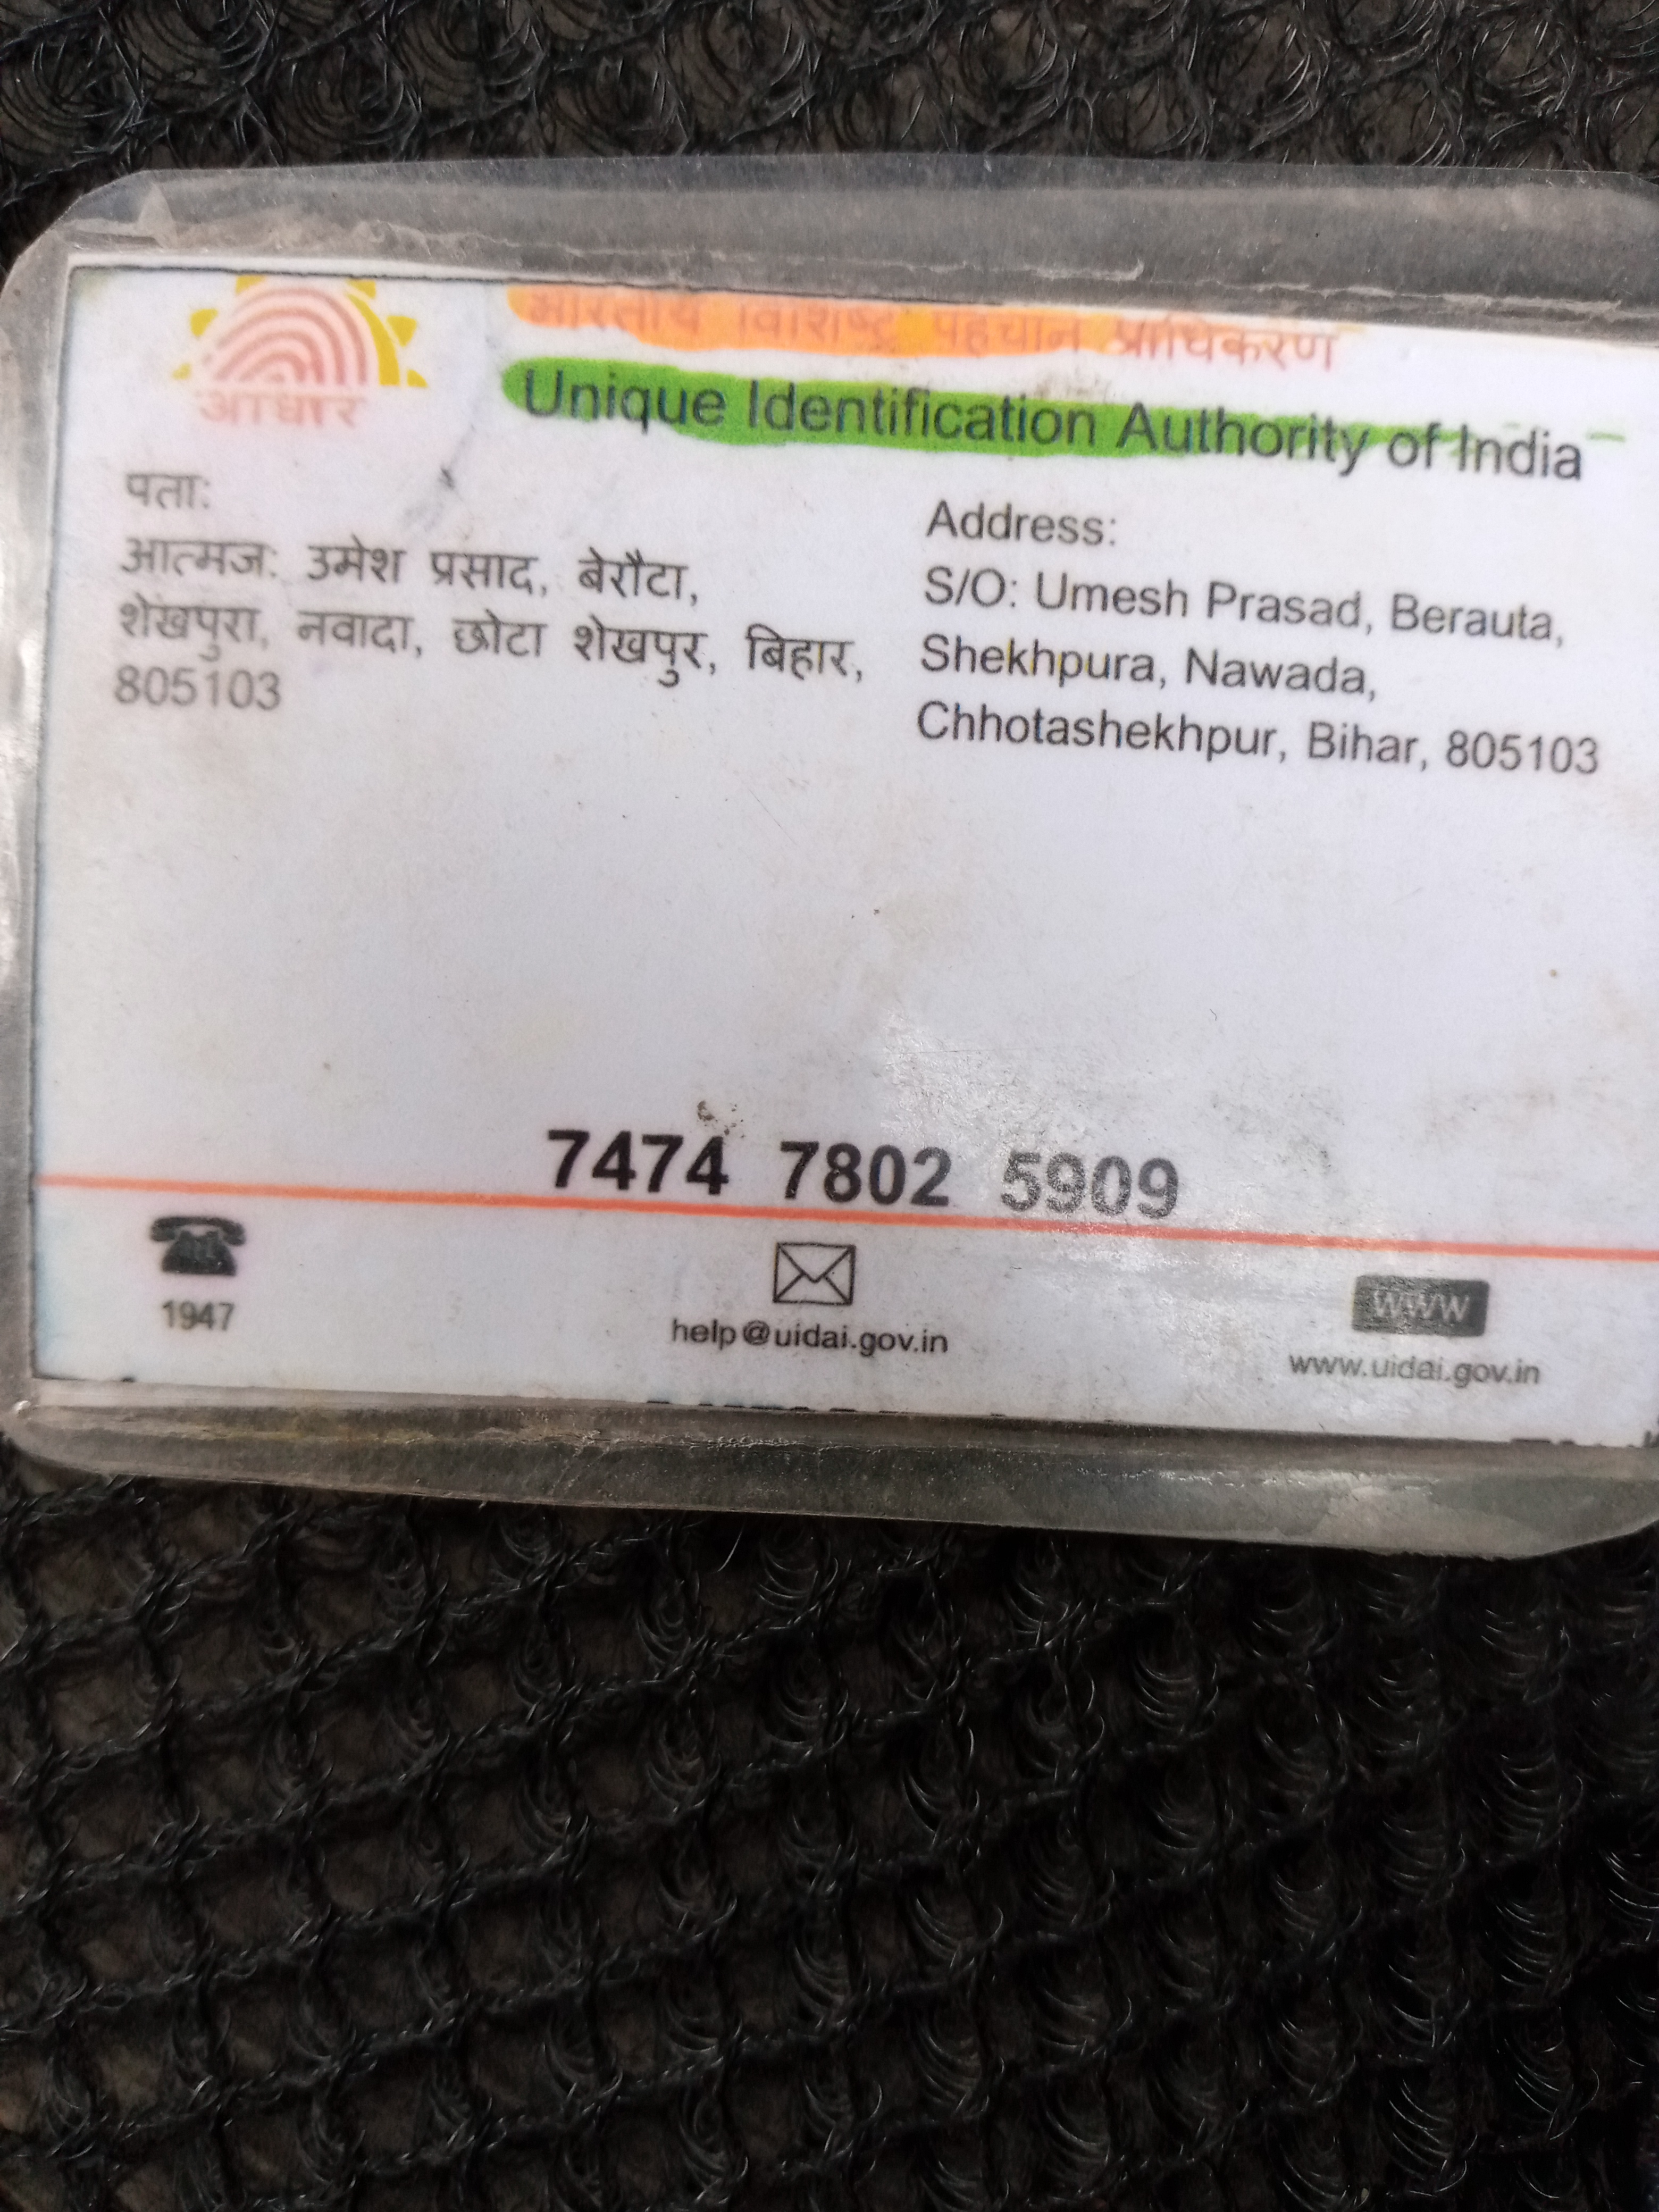 आधार
भारतीय विशिष्ट पहचान प्राधिकरण
Unique Identification Authority of India
पता:
आत्मज: उमेश प्रसाद, बेरौटा,
शेखपुरा, नवादा, छोटा शेखपुर, बिहार,
805103
Address:
S/O: Umesh Prasad, Berauta,
Shekhpura, Nawada,
Chhotashekhpur, Bihar, 805103
7474 7802 5909
1947
help@uidai.gov.in
www
www.uidai.gov.in